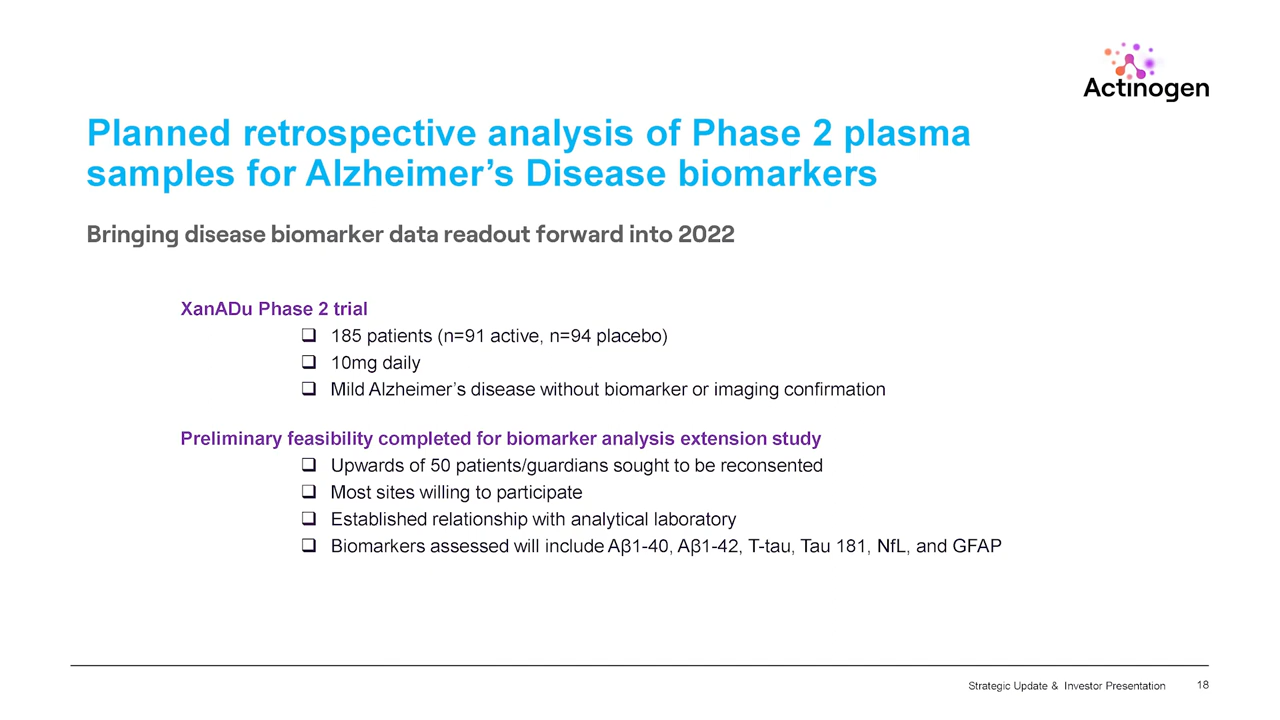 Actinogen
Planned retrospective analysis of Phase 2 plasma
samples for Alzheimer’s Disease biomarkers
Bringing disease biomarker data readout forward into 2022
XanADu Phase 2 trial
❑ 185 patients (n=91 active, n=94 placebo)
❑ 10mg daily
❑ Mild Alzheimer’s disease without biomarker or imaging confirmation
Preliminary feasibility completed for biomarker analysis extension study
❑ Upwards of 50 patients/guardians sought to be reconsented
❑ Most sites willing to participate
❑ Established relationship with analytical laboratory
❑ Biomarkers assessed will include Aβ1-40, Aβ1-42, T-tau, Tau 181, NfL, and GFAP
Strategic Update & Investor Presentation 18